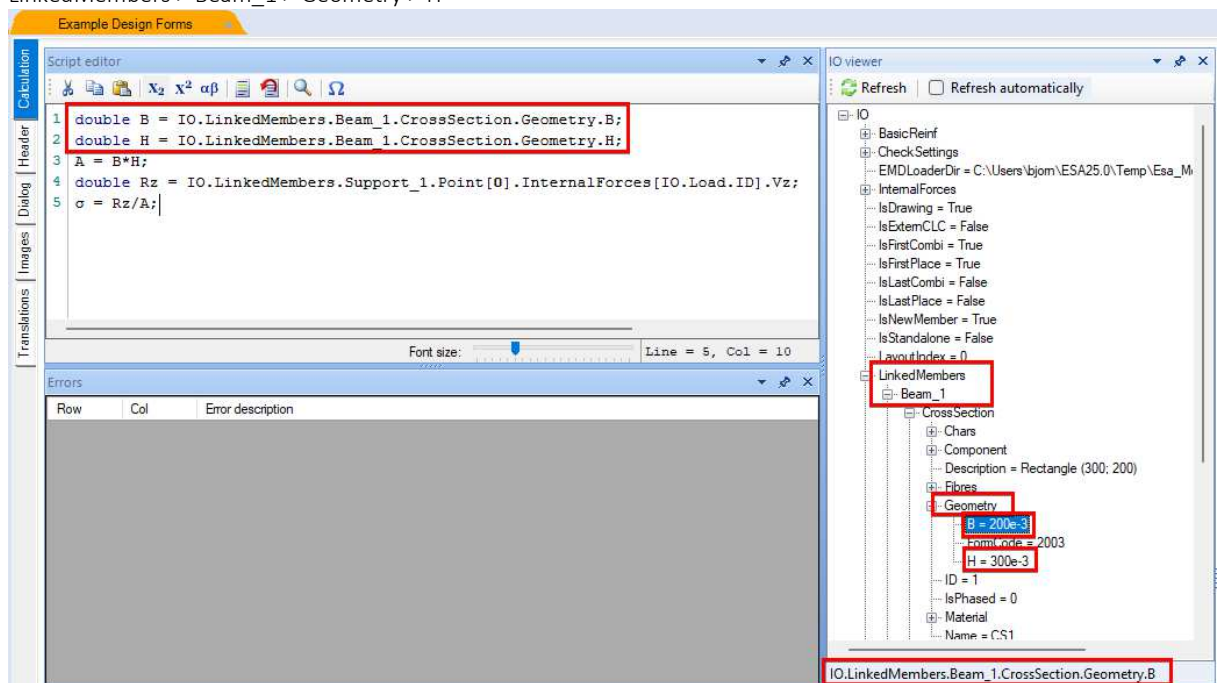 LinkedMembers > Beam_1 > Geometry > H
Example Design Forms
Calculation
Header
Dialog
Images
Translations
Script editor
X₂ X² αβ Ω
1 double B = IO.LinkedMembers.Beam_1.CrossSection.Geometry.B;
2 double H = IO.LinkedMembers.Beam_1.CrossSection.Geometry.H;
3 A = B*H;
4 double Rz = IO.LinkedMembers.Support_1.Point[0].InternalForces[IO.Load.ID].Vz;
5 σ = Rz/A;
Font size:
Line = 5, Col = 10
Errors
Row Col Error description
IO viewer
Refresh Refresh automatically
IO
BasicReinf
CheckSettings
EMDLoaderDir = C:\Users\bjorn\ESA25.0\Temp\Esa_M
InternalForces
IsDrawing = True
IsExternCLC = False
IsFirstCombi = True
IsFirstPlace = True
IsLastCombi = False
IsLastPlace = False
IsNewMember = True
IsStandalone = False
LayoutIndex = 0
LinkedMembers
Beam_1
CrossSection
Chars
Component
Description = Rectangle (300; 200)
Fibres
Geometry
B = 200e-3
FormCode = 2003
H = 300e-3
ID = 1
IsPhased = 0
Material
Name = CS1
IO.LinkedMembers.Beam_1.CrossSection.Geometry.B